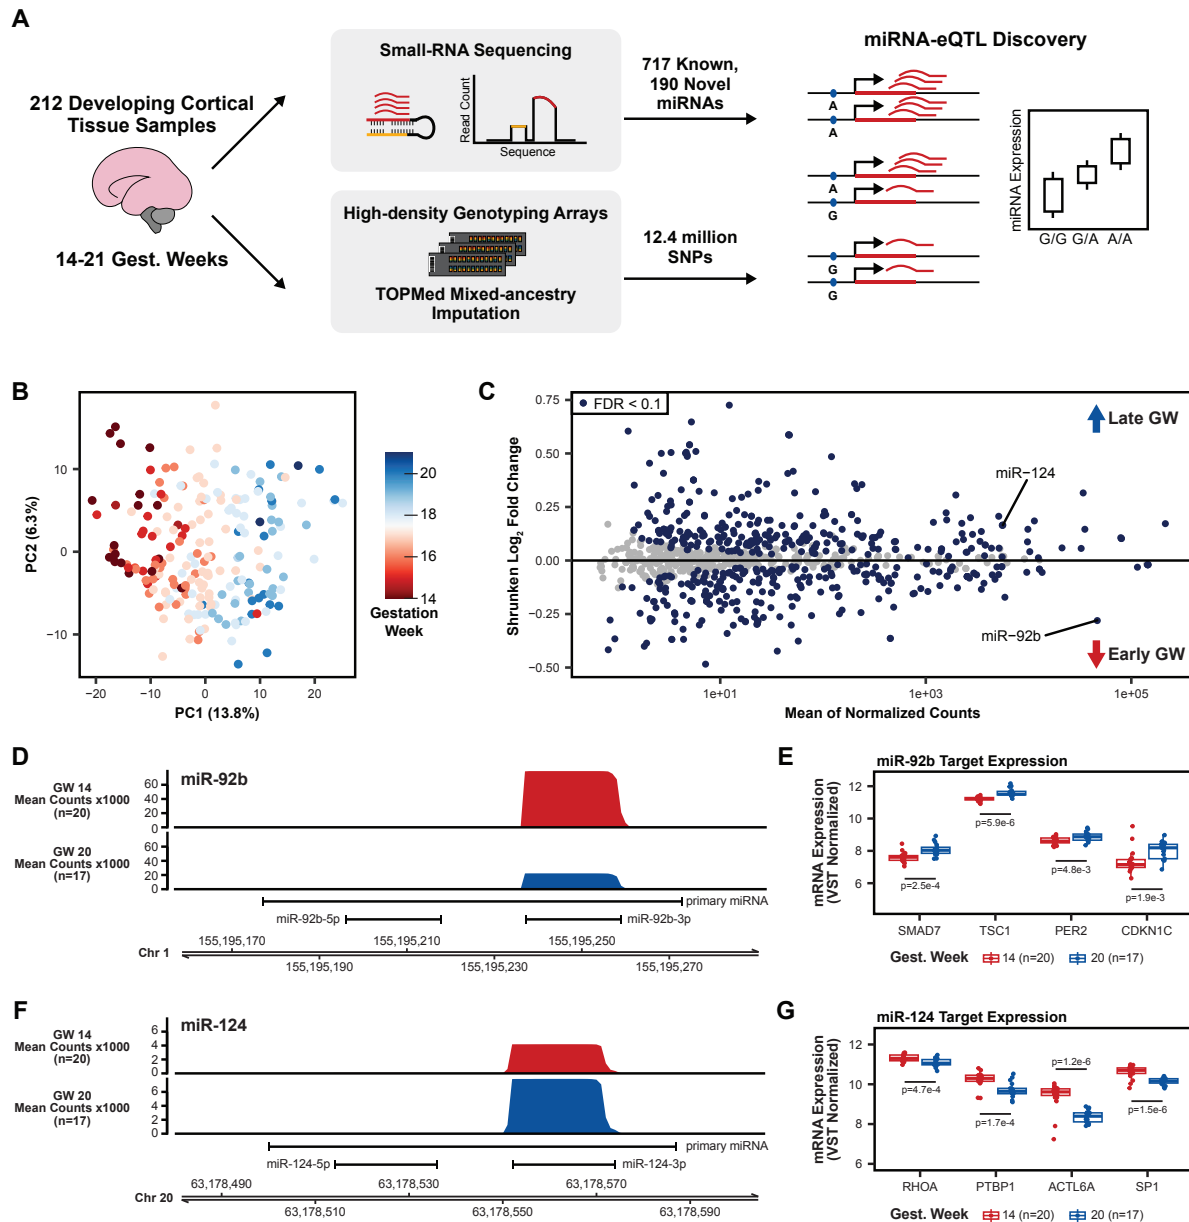 A
212 Developing Cortical
Tissue Samples
14-21 Gest. Weeks
Small-RNA Sequencing
Read Count
Sequence
High-density Genotyping Arrays
TOPMed Mixed-ancestry
Imputation
717 Known,
190 Novel
miRNAs
12.4 million
SNPs
miRNA-eQTL Discovery
A
A
A
G
G
G
miRNA Expression
G/G G/A A/A
B
PC2 (6.3%)
10
0
−10
−20 −10 0 10 20
PC1 (13.8%)
20
18
16
14
Gestation
Week
C
FDR < 0.1
Shrunken Log2 Fold Change
0.75
0.50
0.25
0.00
−0.25
−0.50
Late GW
miR−124
miR−92b
Early GW
1e+01 1e+03 1e+05
Mean of Normalized Counts
D
miR-92b
GW 14
Mean Counts x1000
(n=20)
60
40
20
0
GW 20
Mean Counts x1000
(n=17)
60
40
20
0
primary miRNA
miR-92b-5p
miR-92b-3p
Chr 1
155,195,170 155,195,210 155,195,250
155,195,190 155,195,230 155,195,270
E
miR-92b Target Expression
mRNA Expression
(VST Normalized)
12
10
8
6
p=2.5e-4
p=5.9e-6
p=4.8e-3
p=1.9e-3
SMAD7 TSC1 PER2 CDKN1C
Gest. Week 14 (n=20) 20 (n=17)
F
miR-124
GW 14
Mean Counts x1000
(n=20)
6
4
2
0
GW 20
Mean Counts x1000
(n=17)
6
4
2
0
primary miRNA
miR-124-5p
miR-124-3p
Chr 20
63,178,490 63,178,530 63,178,570
63,178,510 63,178,550 63,178,590
G
miR-124 Target Expression
mRNA Expression
(VST Normalized)
12
10
8
6
p=4.7e-4
p=1.7e-4
p=1.2e-6
p=1.5e-6
RHOA PTBP1 ACTL6A SP1
Gest. Week 14 (n=20) 20 (n=17)